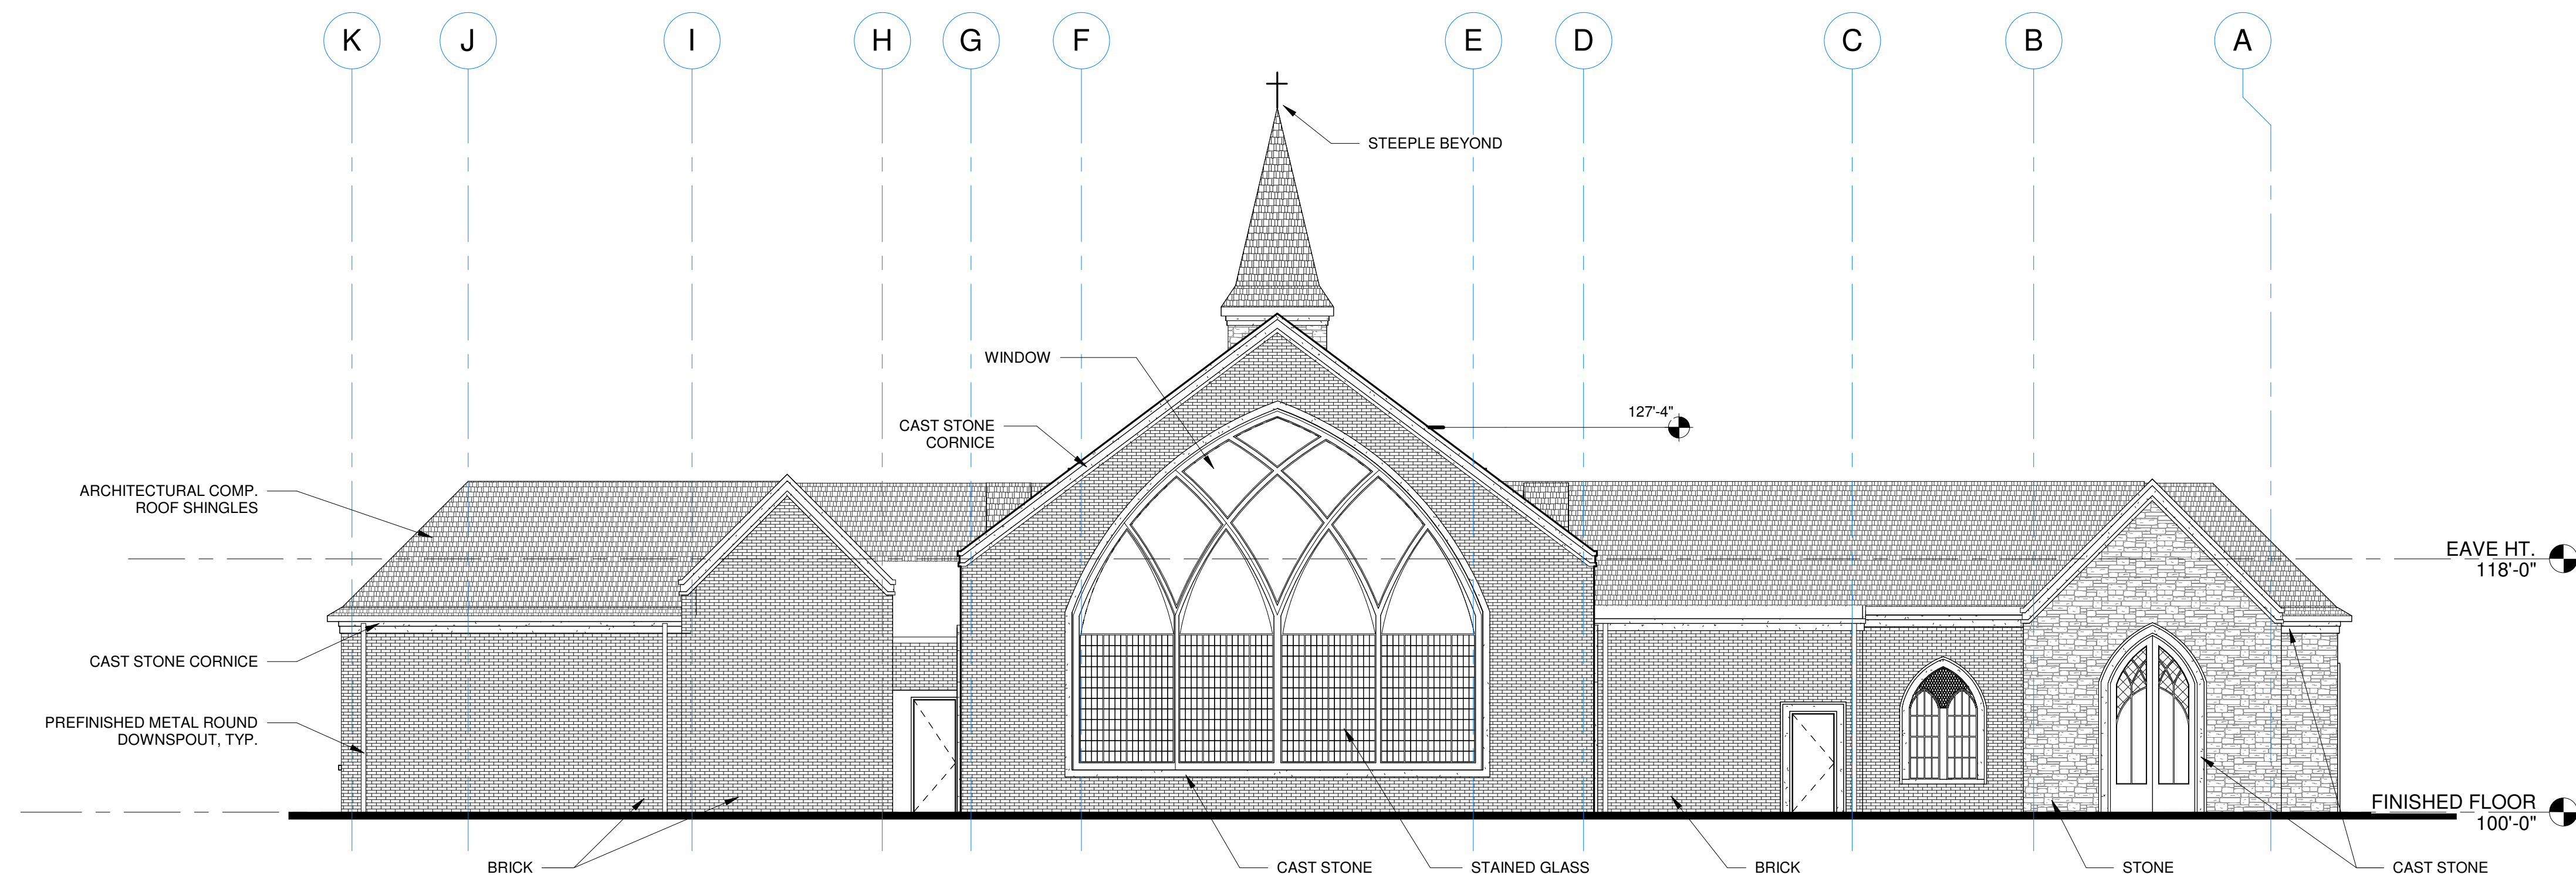 K J I H G F E D C B A
STEEPLE BEYOND
WINDOW
127'-4"
CAST STONE
CORNICE
ARCHITECTURAL COMP.
ROOF SHINGLES
EAVE HT.
118'-0"
CAST STONE CORNICE
PREFINISHED METAL ROUND
DOWNSPOUT, TYP.
FINISHED FLOOR
100'-0"
BRICK
CAST STONE
STAINED GLASS
BRICK
STONE
CAST STONE